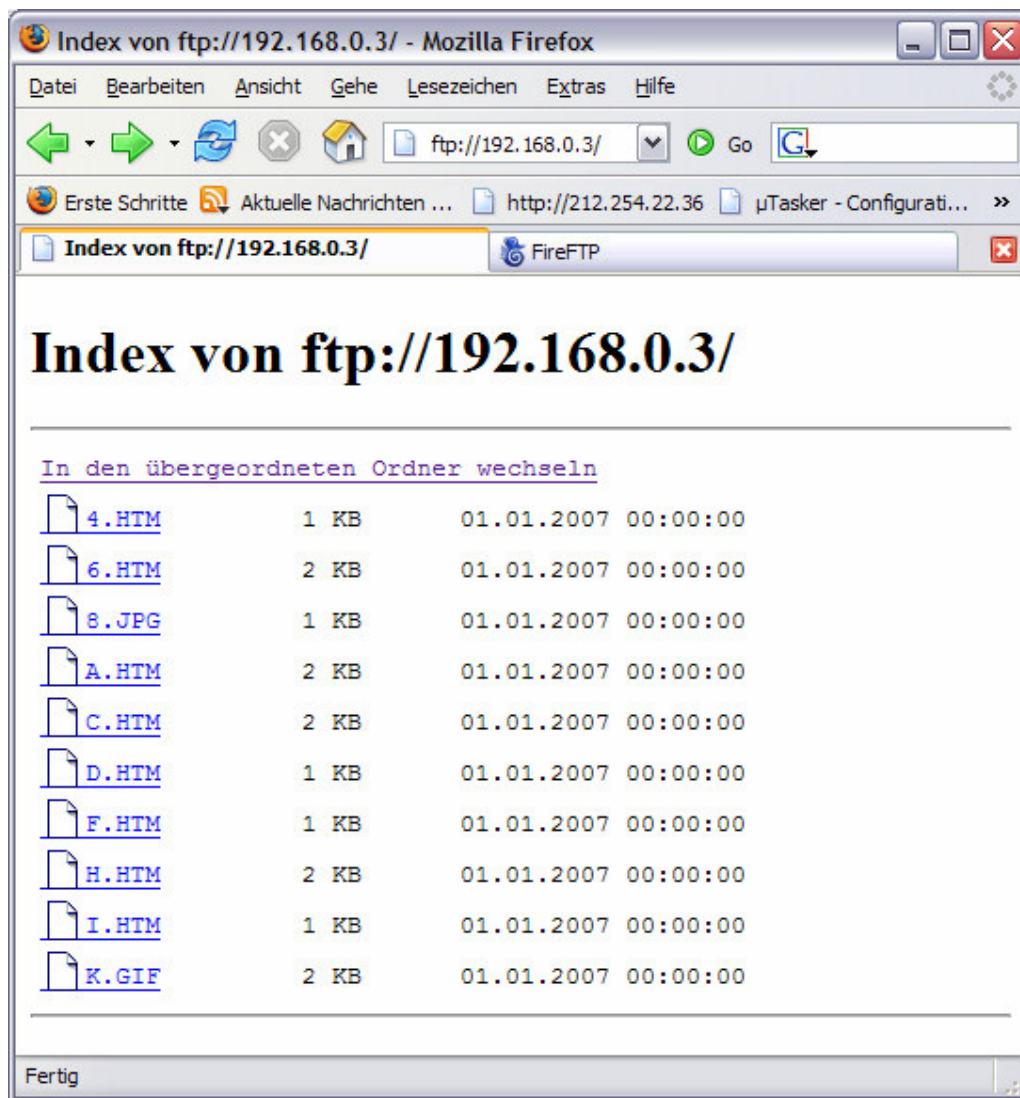 Index von ftp://192.168.0.3/ - Mozilla Firefox
Datei Bearbeiten Ansicht Gehe Lesezeichen Extras Hilfe
ftp://192.168.0.3/ Go G
Erste Schritte Aktuelle Nachrichten ... http://212.254.22.36 µTasker - Configurati... »
Index von ftp://192.168.0.3/ FireFTP
Index von ftp://192.168.0.3/
In den übergeordneten Ordner wechseln
4.HTM 1 KB 01.01.2007 00:00:00
6.HTM 2 KB 01.01.2007 00:00:00
8.JPG 1 KB 01.01.2007 00:00:00
A.HTM 2 KB 01.01.2007 00:00:00
C.HTM 2 KB 01.01.2007 00:00:00
D.HTM 1 KB 01.01.2007 00:00:00
F.HTM 1 KB 01.01.2007 00:00:00
H.HTM 2 KB 01.01.2007 00:00:00
I.HTM 1 KB 01.01.2007 00:00:00
K.GIF 2 KB 01.01.2007 00:00:00
Fertig